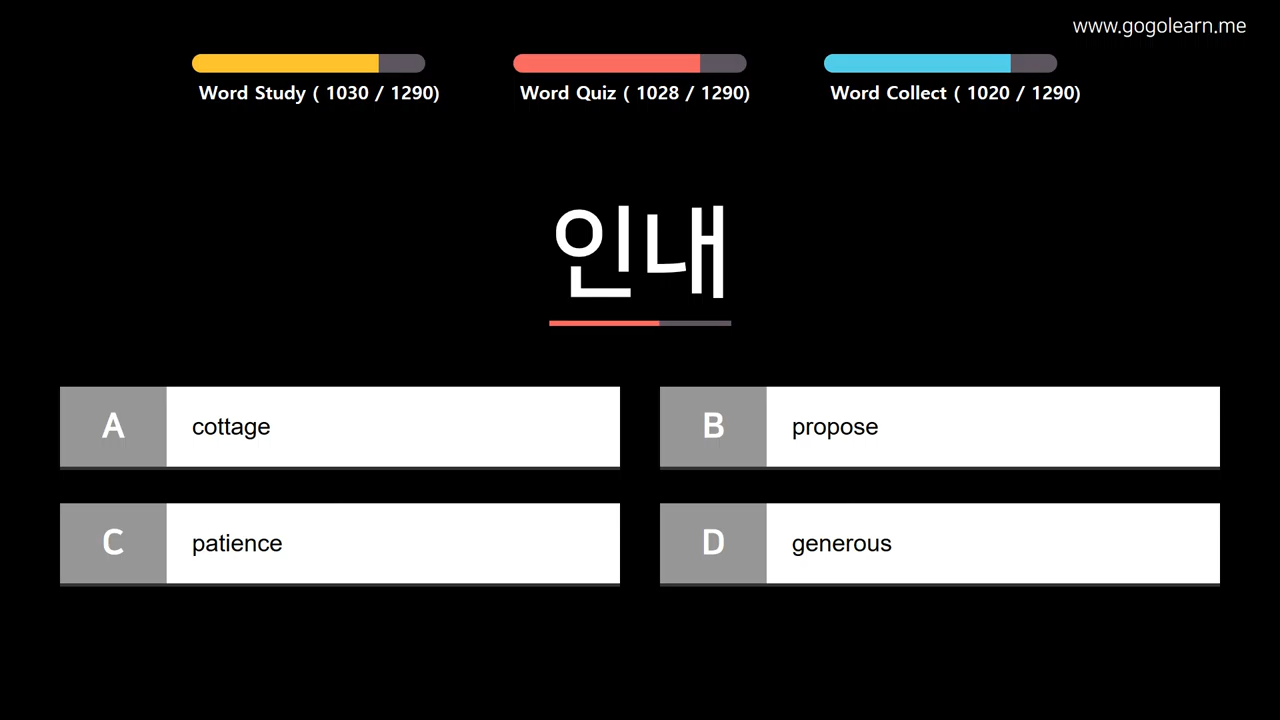 www.gogolearn.me
Word Study ( 1030 / 1290)
Word Quiz ( 1028 / 1290)
Word Collect ( 1020 / 1290)
인내
A cottage
B propose
C patience
D generous